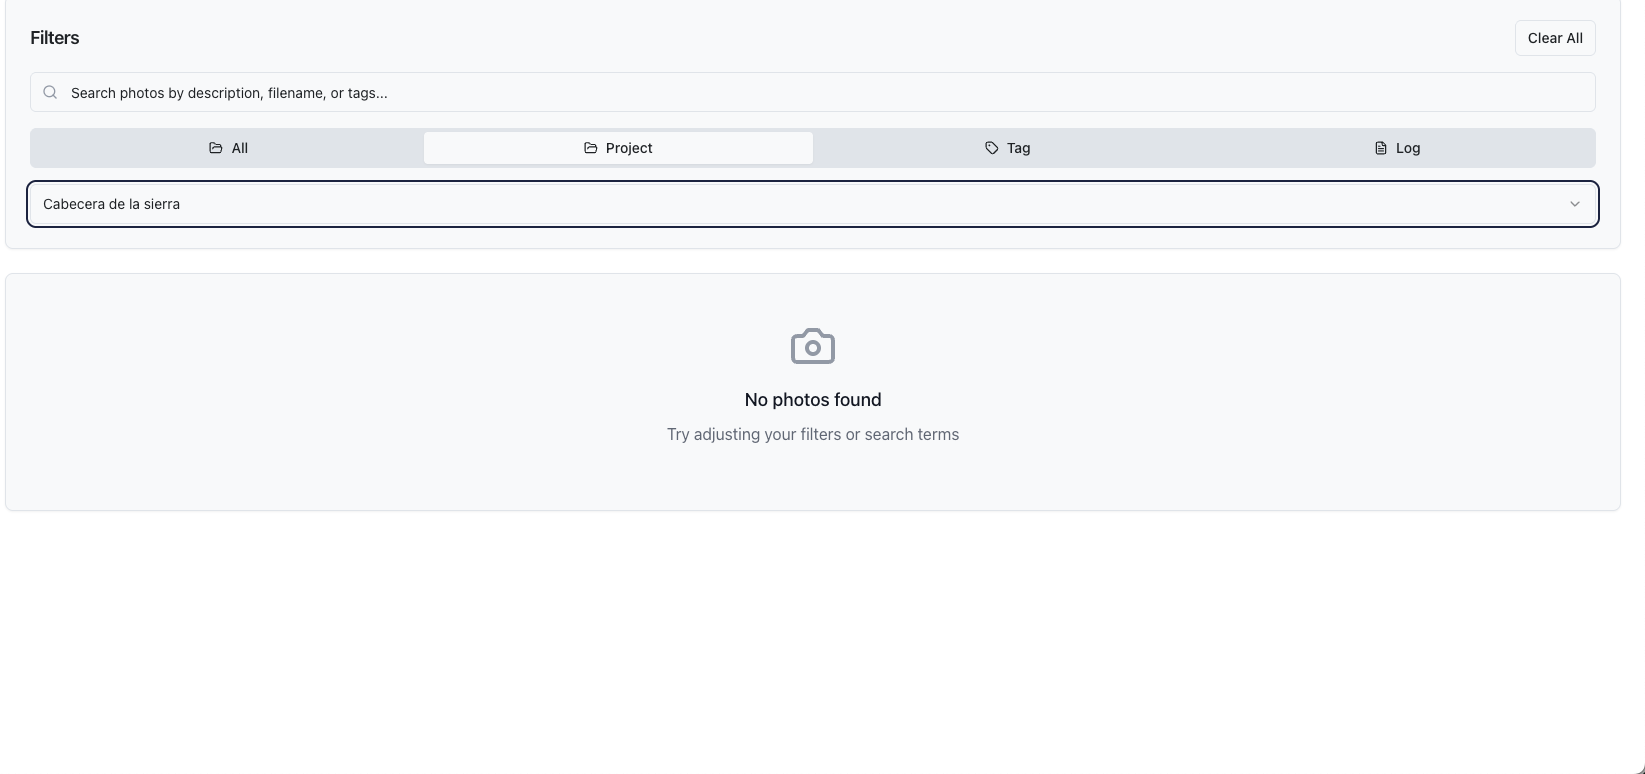 Filters
Clear All
Search photos by description, filename, or tags...
All
Project
Tag
Log
Cabecera de la sierra
No photos found
Try adjusting your filters or search terms